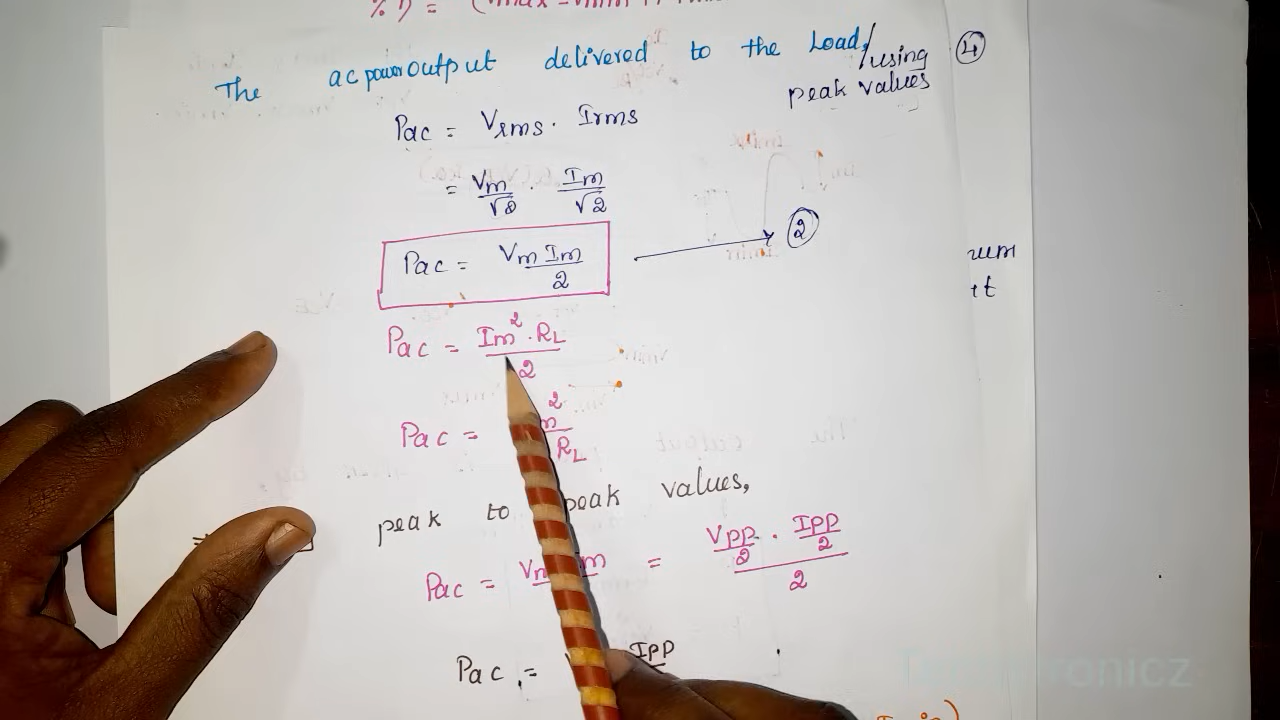 % η =
The ac power output delivered to the Load,/using peak values ④
Pac = Vrms . Irms
= Vm/√2 . Im/√2
Pac = Vm Im/2 → ②
Pac = Im² . RL/2
Pac = RL
peak to peak values,
Pac = = Vpp/2 . Ipp/2 / 2
Pac = Ipp